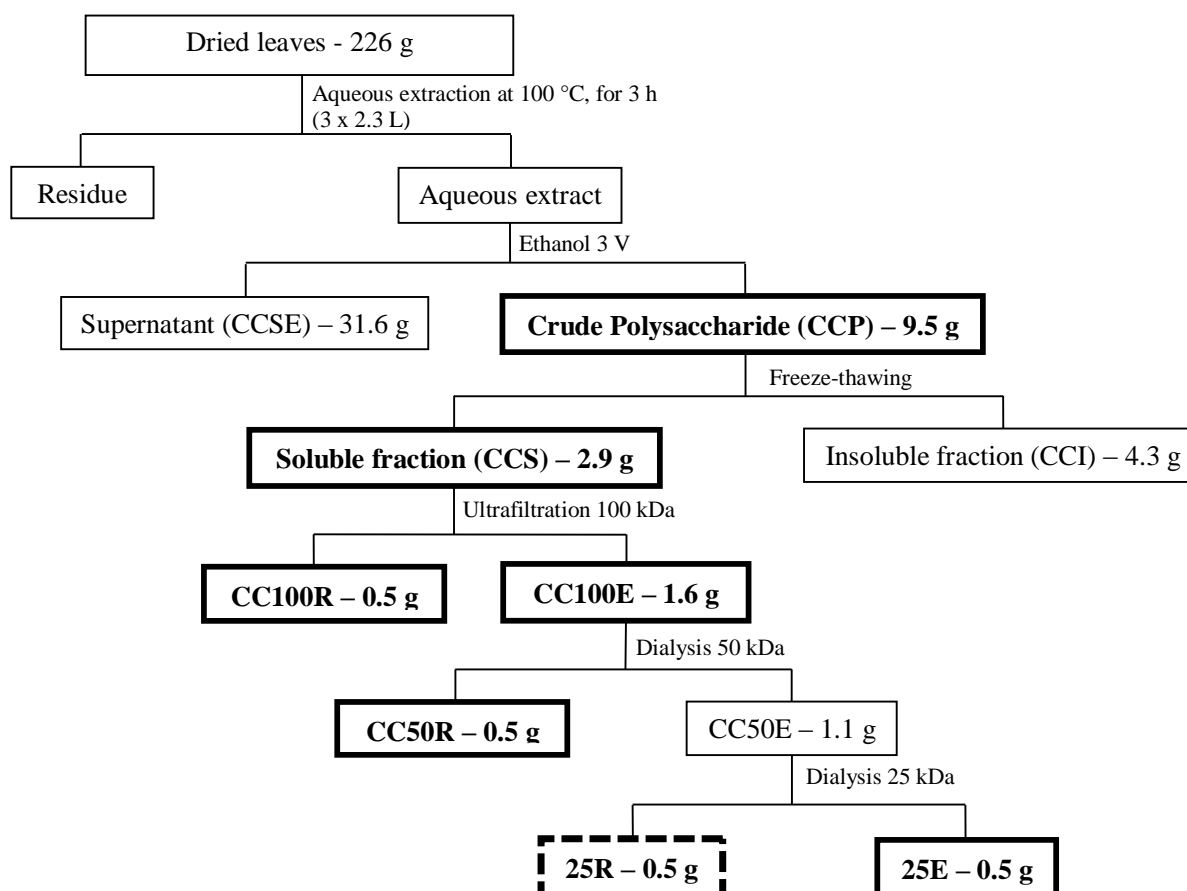 Dried leaves - 226 g
Aqueous extraction at 100 °C, for 3 h
(3 x 2.3 L)
Residue
Aqueous extract
Ethanol 3 V
Supernatant (CCSE) – 31.6 g
Crude Polysaccharide (CCP) – 9.5 g
Freeze-thawing
Soluble fraction (CCS) – 2.9 g
Insoluble fraction (CCI) – 4.3 g
Ultrafiltration 100 kDa
CC100R – 0.5 g
CC100E – 1.6 g
Dialysis 50 kDa
CC50R – 0.5 g
CC50E – 1.1 g
Dialysis 25 kDa
25R – 0.5 g
25E – 0.5 g